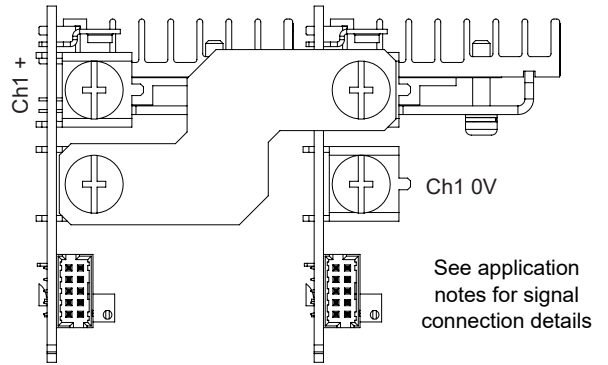 Ch1 +
Ch1 0V
See application
notes for signal
connection details